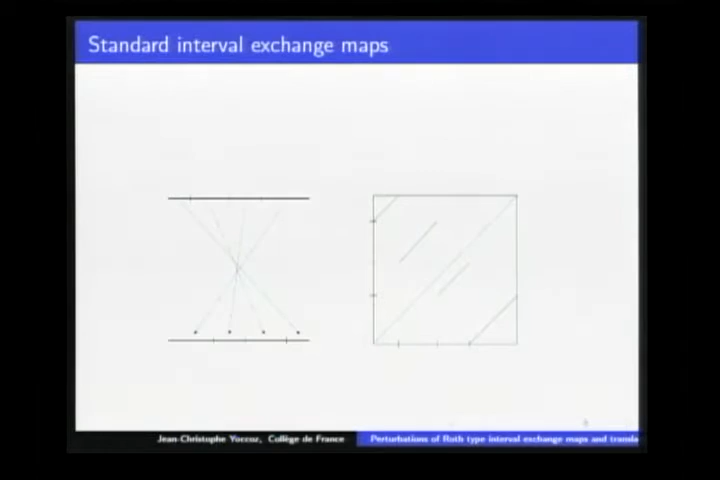 Standard interval exchange maps
Jean-Christophe Yoccoz, Collège de France
Perturbations of Roth type interval exchange maps and transla